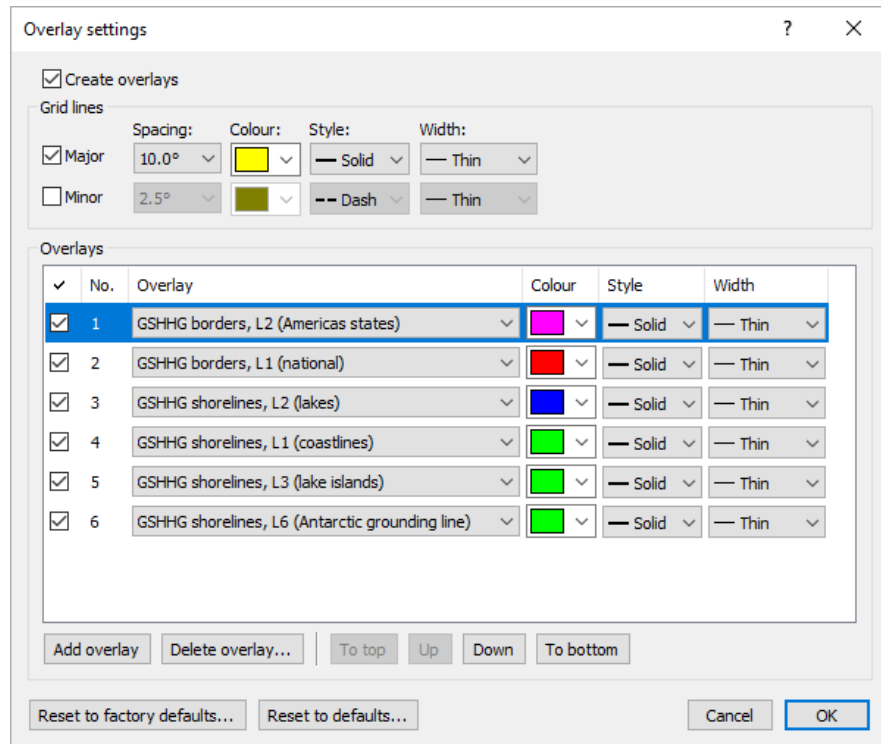 Overlay settings ?
Create overlays
Grid lines
Spacing: Colour: Style: Width:
Major 10.0° Solid Thin
Minor 2.5° Dash Thin
Overlays
No. Overlay Colour Style Width
1 GSHHG borders, L2 (Americas states) Solid Thin
2 GSHHG borders, L1 (national) Solid Thin
3 GSHHG shorelines, L2 (lakes) Solid Thin
4 GSHHG shorelines, L1 (coastlines) Solid Thin
5 GSHHG shorelines, L3 (lake islands) Solid Thin
6 GSHHG shorelines, L6 (Antarctic grounding line) Solid Thin
Add overlay Delete overlay... To top Up Down To bottom
Reset to factory defaults... Reset to defaults... Cancel OK